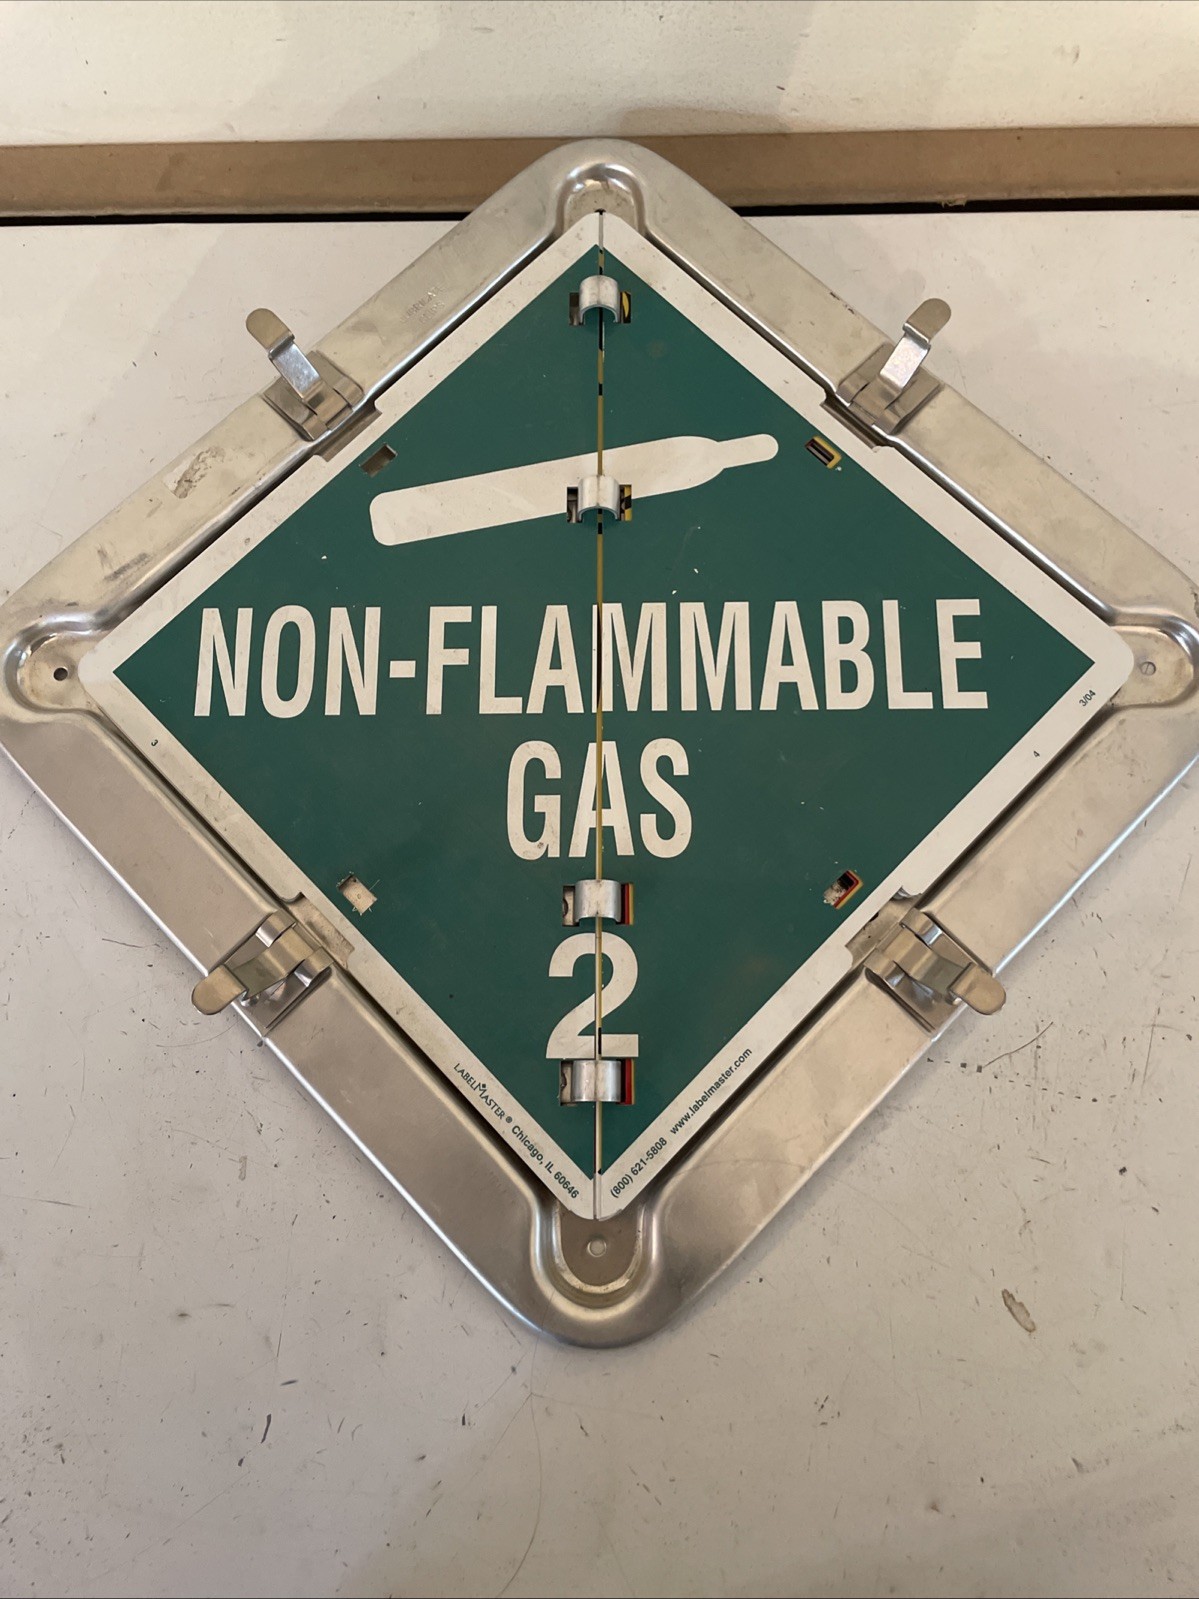 NON-FLAMMABLE
GAS
3
4
3/04
2
LABELMASTER ® Chicago, IL 60646
(800) 621-5808 www.labelmaster.com